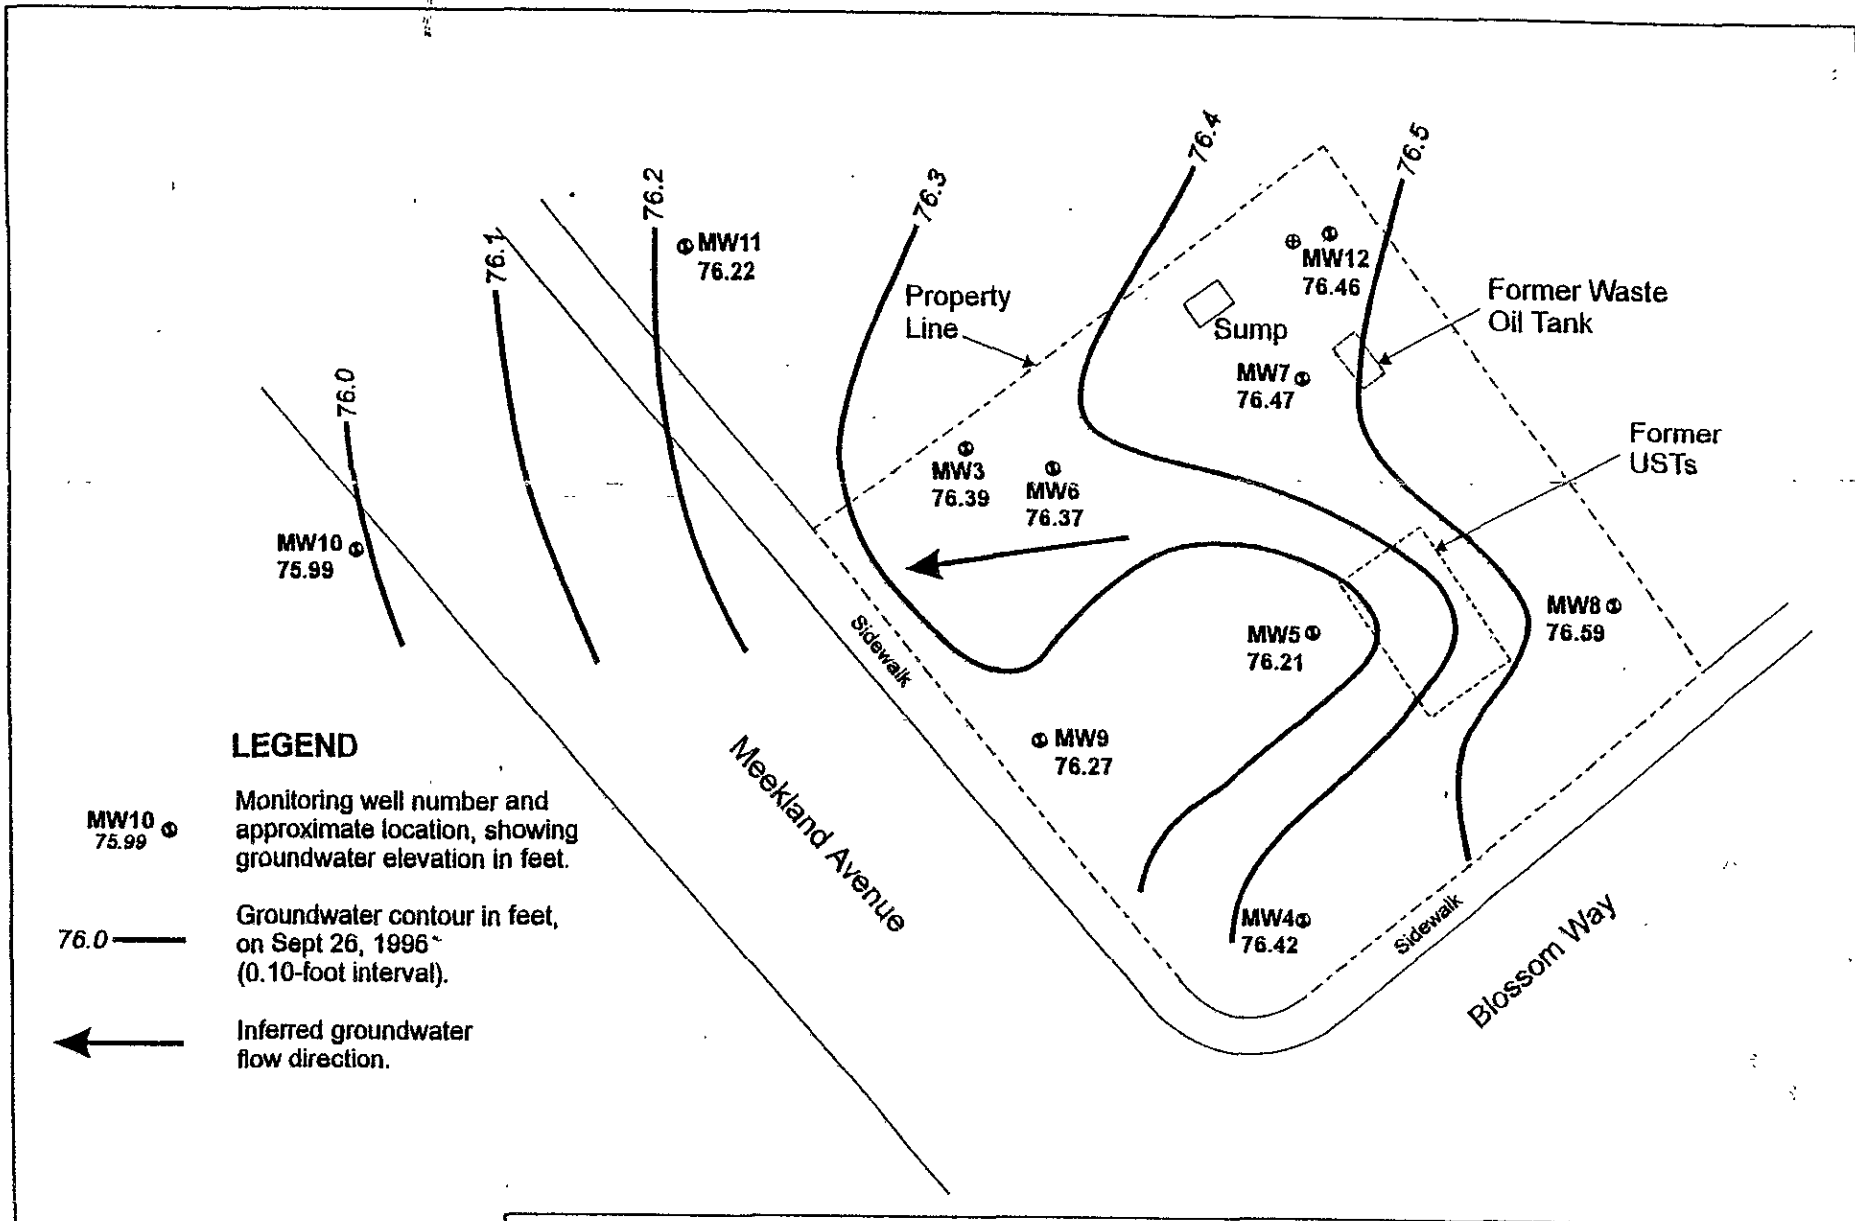 76.4
76.5
76.3
76.2
76.1
76.0
MW11
76.22
Property
Line
Sump
MW12
76.46
Former Waste
Oil Tank
MW7
76.47
Former
USTs
MW3
76.39
MW6
76.37
MW10
75.99
MW8
76.59
MW5
76.21
Sidewalk
MW9
76.27
Meekland Avenue
MW4
76.42
Sidewalk
Blossom Way
LEGEND
MW10
75.99
Monitoring well number and
approximate location, showing
groundwater elevation in feet.
76.0
Groundwater contour in feet,
on Sept 26, 1996
(0.10-foot interval).
Inferred groundwater
flow direction.